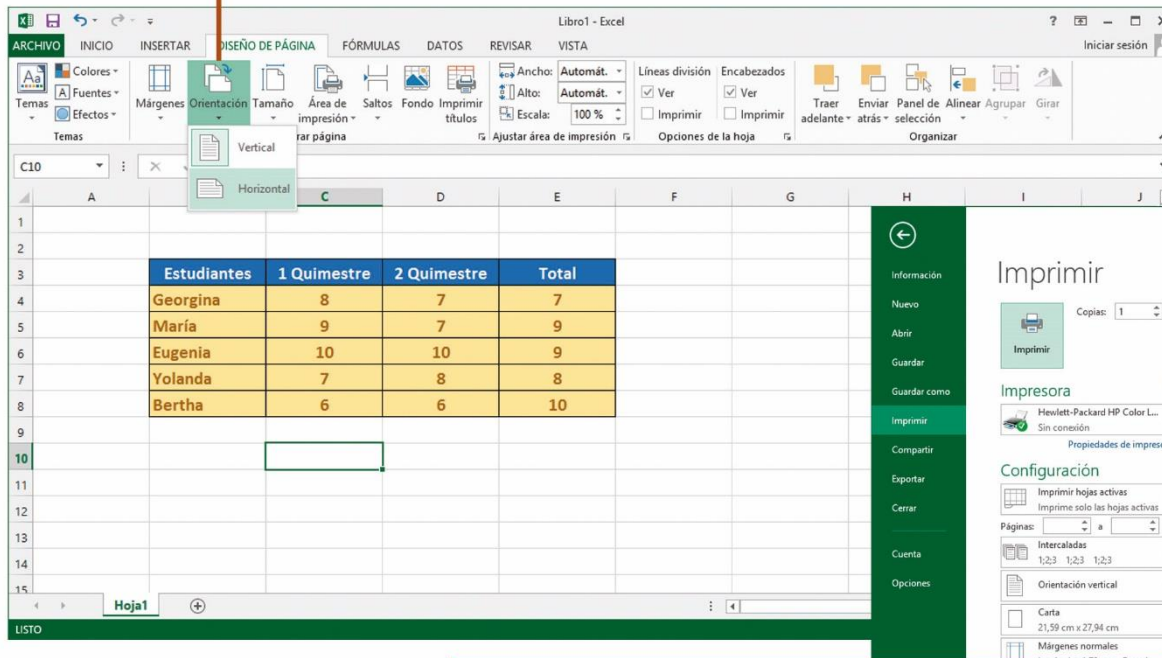 Libro1 - Excel
?
ARCHIVO INICIO INSERTAR DISEÑO DE PÁGINA FÓRMULAS DATOS REVISAR VISTA Iniciar sesión
Aa Temas
Colores
Fuentes
Efectos
Temas
Márgenes Orientación Tamaño Área de impresión Saltos Fondo Imprimir títulos
rar página
Ancho: Automát.
Alto: Automát.
Escala: 100 %
Ajustar área de impresión
Líneas división Encabezados
Ver Ver
Imprimir Imprimir
Opciones de la hoja
Traer adelante Enviar atrás Panel de selección Alinear Agrupar Girar
Organizar
Vertical
Horizontal
C10
A C D E F G H I J
1
2
3 Estudiantes 1 Quimestre 2 Quimestre Total
4 Georgina 8 7 7
5 María 9 7 9
6 Eugenia 10 10 9
7 Yolanda 7 8 8
8 Bertha 6 6 10
9
10
11
12
13
14
15
Hoja1
LISTO
Información
Nuevo
Abrir
Guardar
Guardar como
Imprimir
Compartir
Exportar
Cerrar
Cuenta
Opciones
Imprimir
Imprimir
Copias: 1
Impresora
Hewlett-Packard HP Color L...
Sin conexión
Propiedades de impres
Configuración
Imprimir hojas activas
Imprime solo las hojas activas
Páginas: a
Intercaladas
1;2;3 1;2;3 1;2;3
Orientación vertical
Carta
21,59 cm x 27,94 cm
Márgenes normales